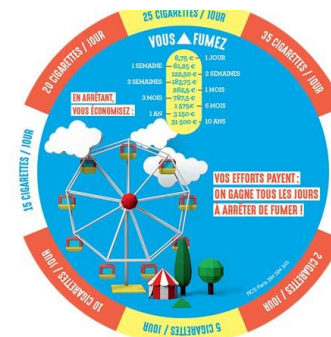 25 CIGARETTES / JOUR
35 CIGARETTES / JOUR
20 CIGARETTES / JOUR
15 CIGARETTES / JOUR
10 CIGARETTES / JOUR
5 CIGARETTES / JOUR
2 CIGARETTES / JOUR
VOUS FUMEZ
8,75 € 1 JOUR
1 SEMAINE 61,25 €
122,50 € 2 SEMAINES
3 SEMAINES 183,75 €
262,5 € 1 MOIS
3 MOIS 787,5 €
1 575€ 6 MOIS
1 AN 3 150 €
31 500 € 10 ANS
EN ARRÊTANT,
VOUS ÉCONOMISEZ :
VOS EFFORTS PAYENT :
ON GAGNE TOUS LES JOURS
À ARRÊTER DE FUMER !